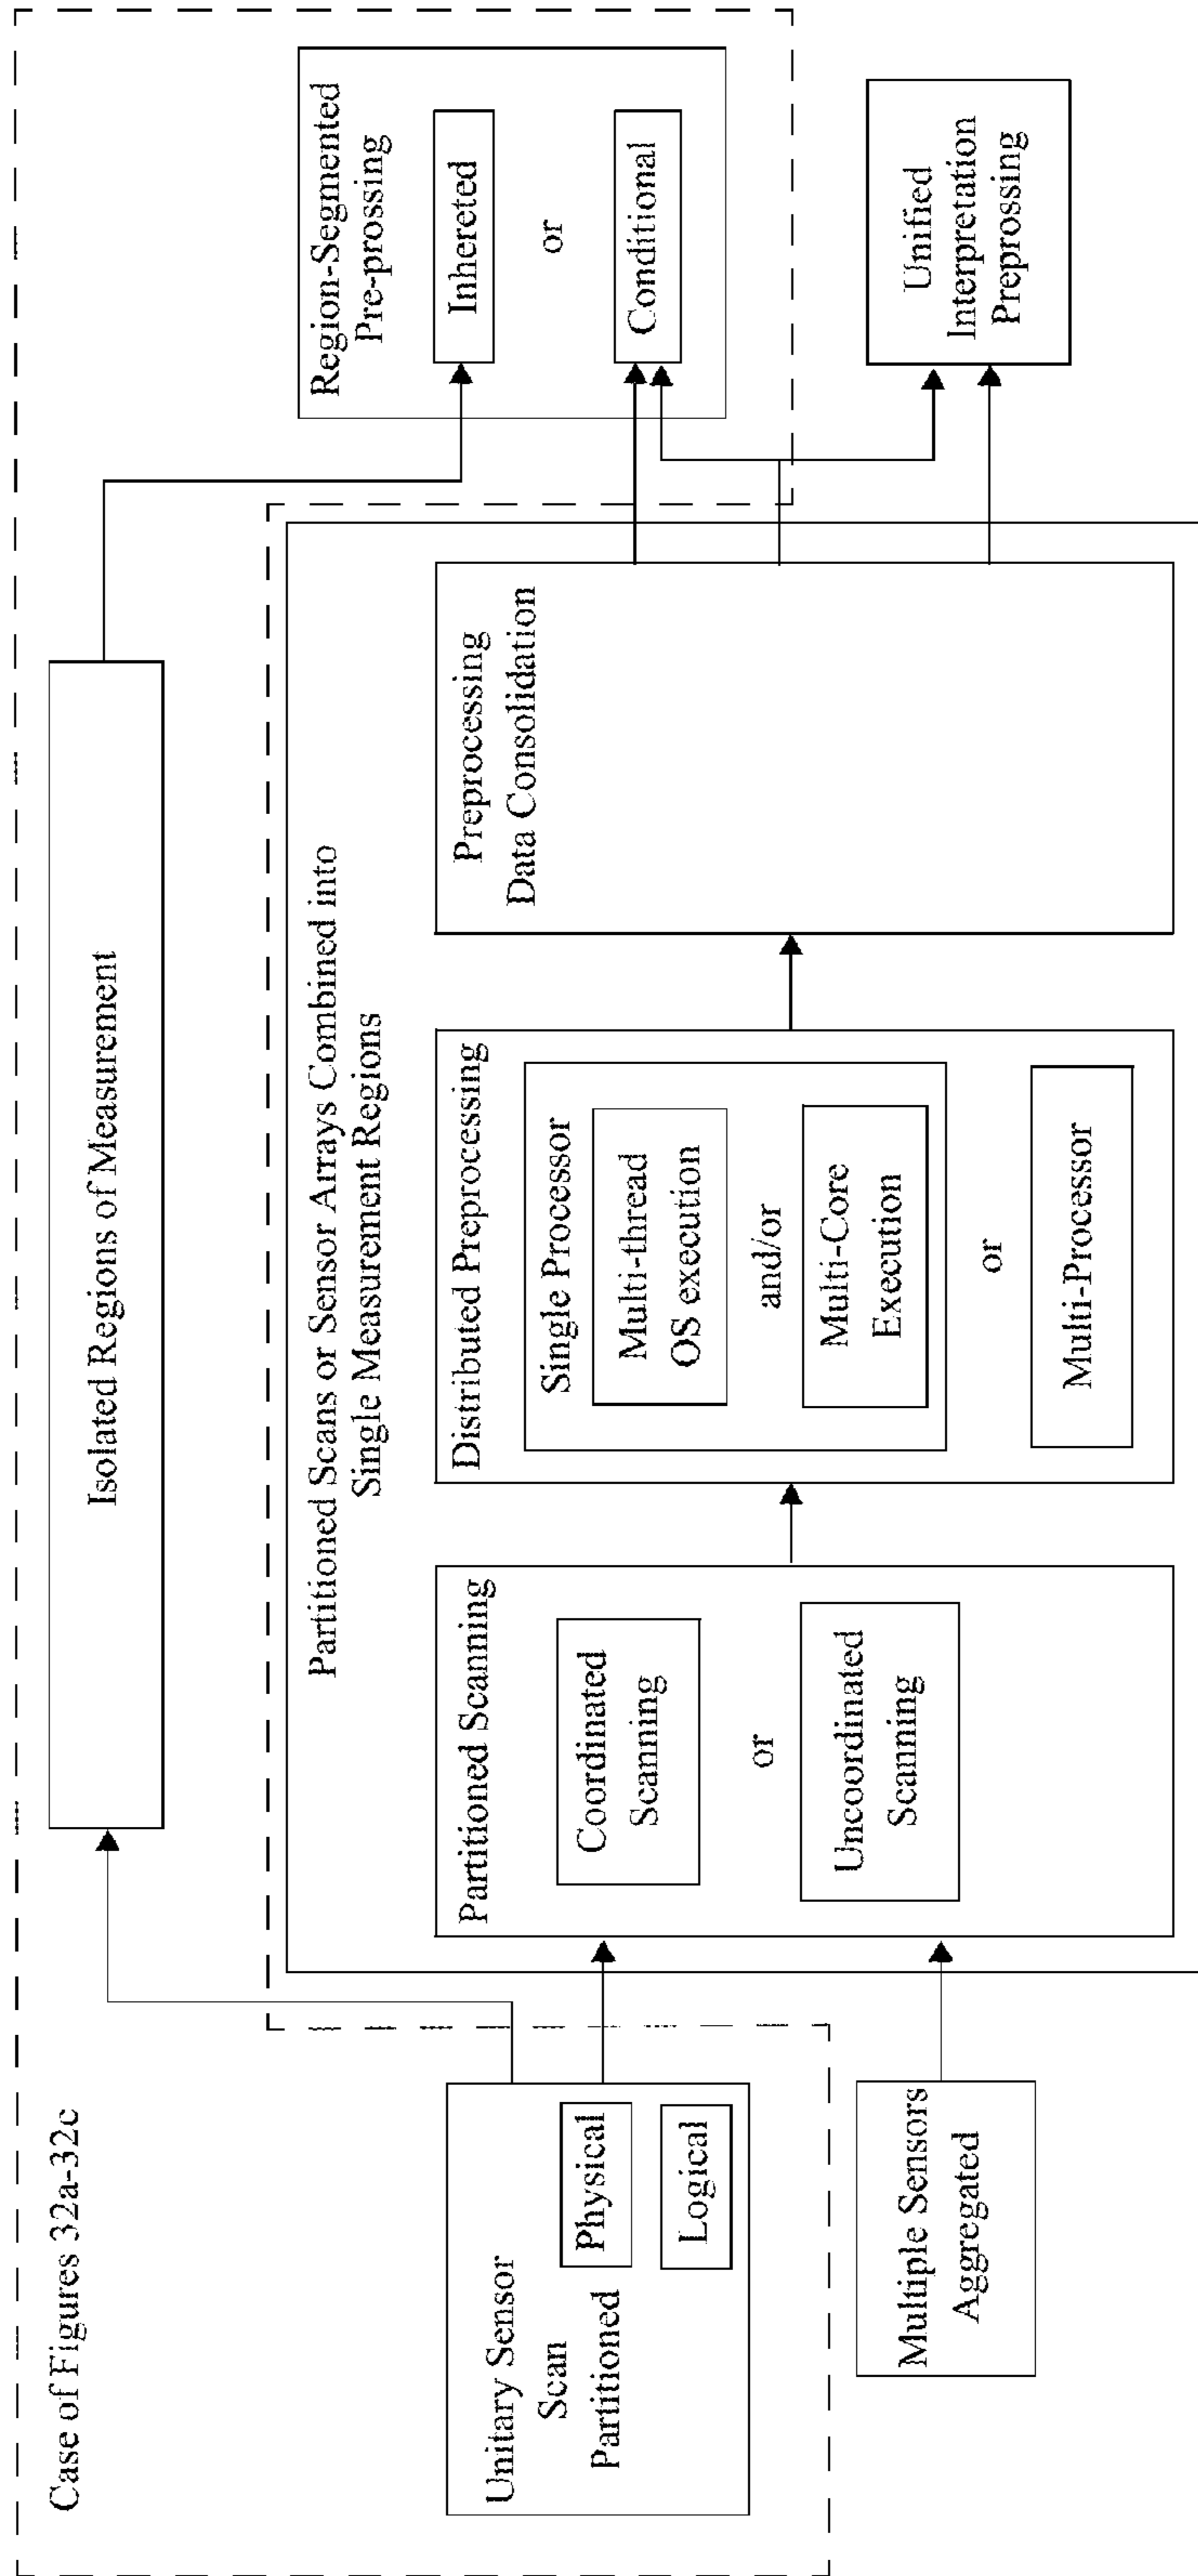 Case of Figures 32a-32c
Isolated Regions of Measurement
Unitary Sensor
Scan
Partitioned
Physical
Logical
Multiple Sensors
Aggregated
Partitioned Scans or Sensor Arrays Combined into
Single Measurement Regions
Partitioned Scanning
Coordinated
Scanning
or
Uncoordinated
Scanning
Distributed Preprocessing
Single Processor
Multi-thread
OS execution
and/or
Multi-Core
Execution
or
Multi-Processor
Preprocessing
Data Consolidation
Region-Segmented
Pre-prossing
Inhereted
or
Conditional
Unified
Interpretation
Preprossing